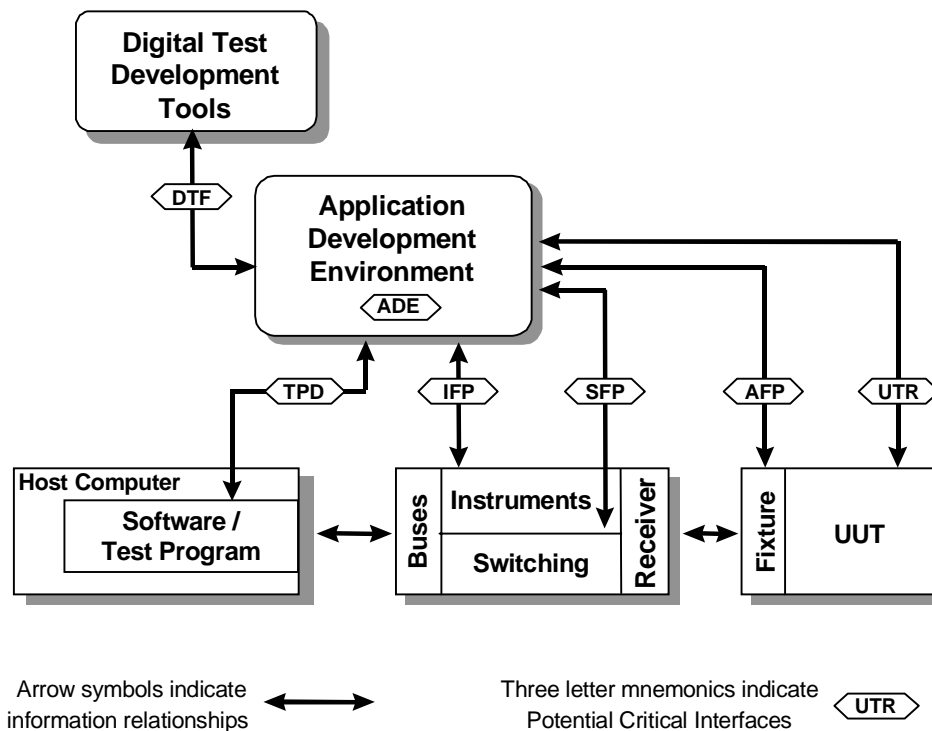 Digital Test
Development
Tools
DTF
Application
Development
Environment
ADE
TPD
IFP
SFP
AFP
UTR
Host Computer
Software /
Test Program
Buses
Instruments
Switching
Receiver
Fixture
UUT
Arrow symbols indicate
information relationships
Three letter mnemonics indicate
Potential Critical Interfaces
UTR